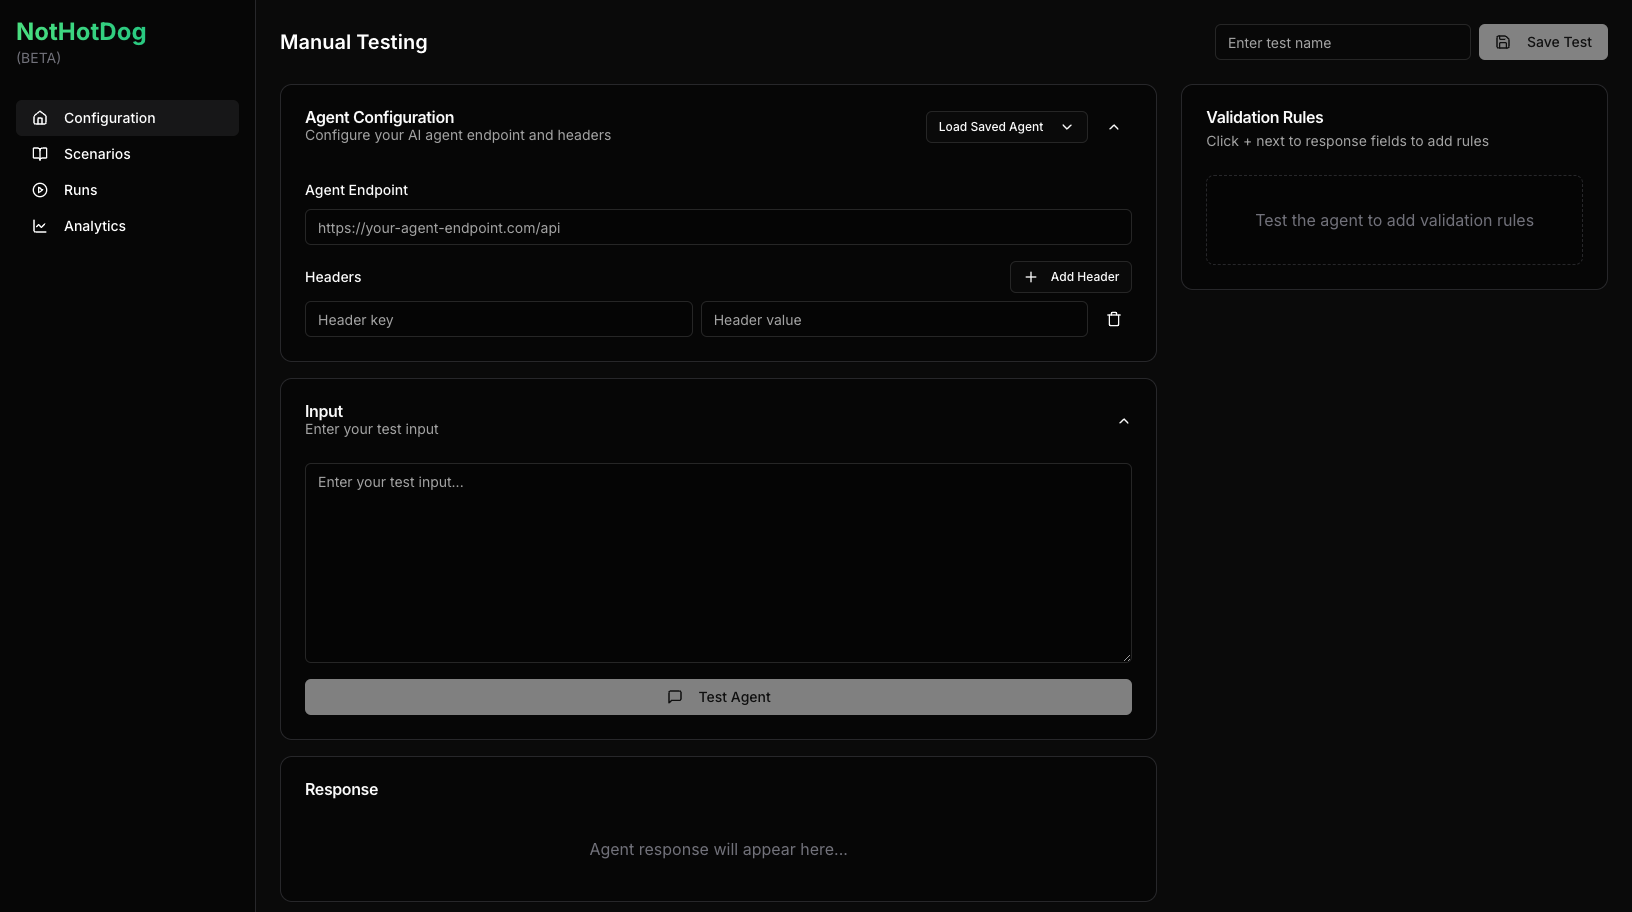 NotHotDog
(BETA)
Configuration
Scenarios
Runs
Analytics
Manual Testing
Enter test name
Save Test
Agent Configuration
Configure your AI agent endpoint and headers
Load Saved Agent
Agent Endpoint
https://your-agent-endpoint.com/api
Headers
Add Header
Header key
Header value
Input
Enter your test input
Enter your test input...
Test Agent
Response
Agent response will appear here...
Validation Rules
Click + next to response fields to add rules
Test the agent to add validation rules